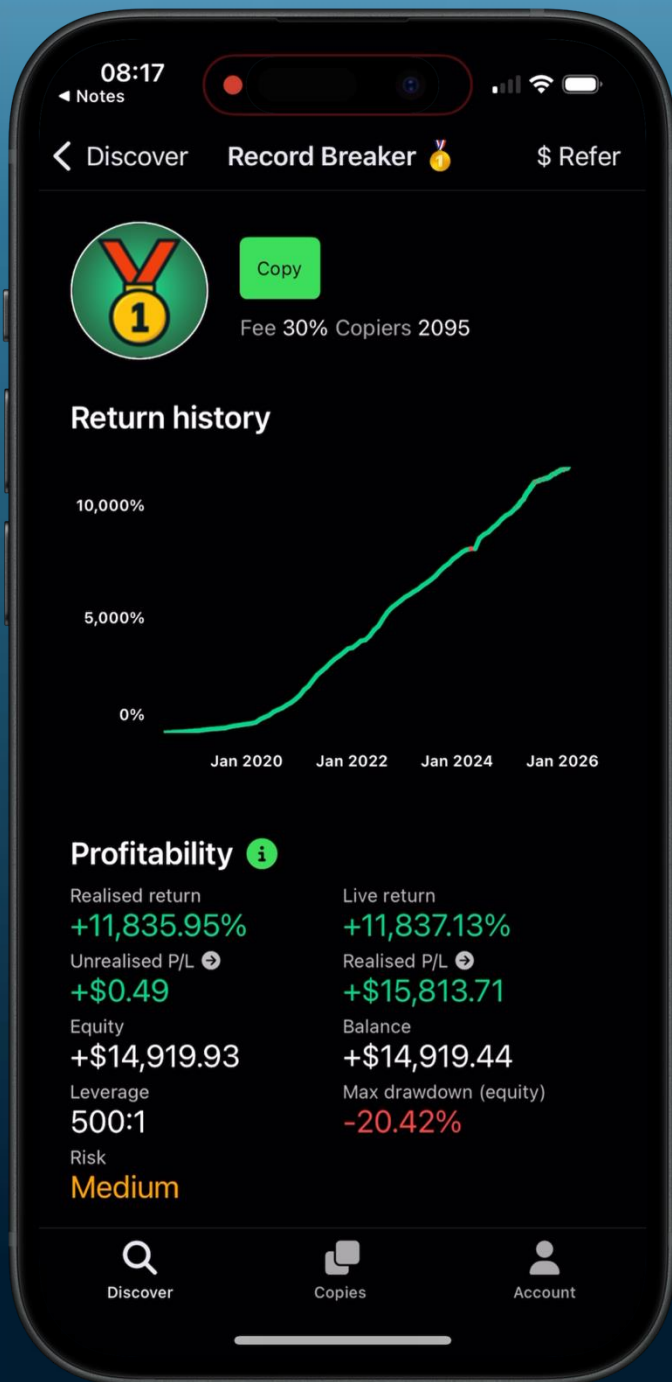 08:17
◀ Notes
Discover
Record Breaker 🥇
$ Refer
1
Copy
Fee 30% Copiers 2095
Return history
10,000%
5,000%
0%
Jan 2020 Jan 2022 Jan 2024 Jan 2026
Profitability i
Realised return
+11,835.95%
Live return
+11,837.13%
Unrealised P/L
+$0.49
Realised P/L
+$15,813.71
Equity
+$14,919.93
Balance
+$14,919.44
Leverage
500:1
Max drawdown (equity)
-20.42%
Risk
Medium
Discover
Copies
Account